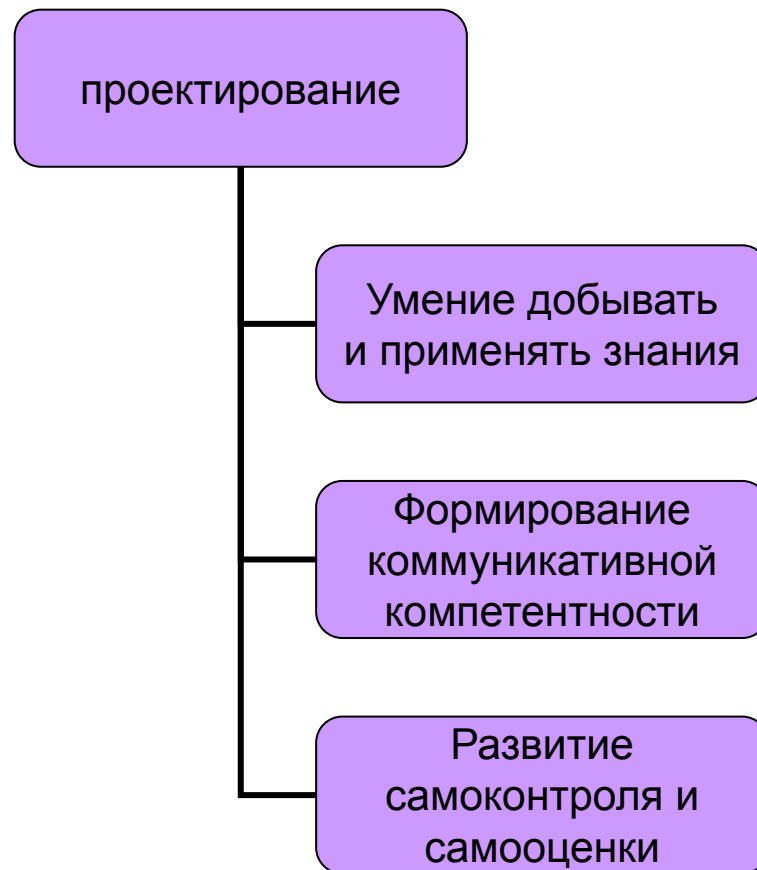 проектирование
Умение добывать
и применять знания
Формирование
коммуникативной
компетентности
Развитие
самоконтроля и
самооценки